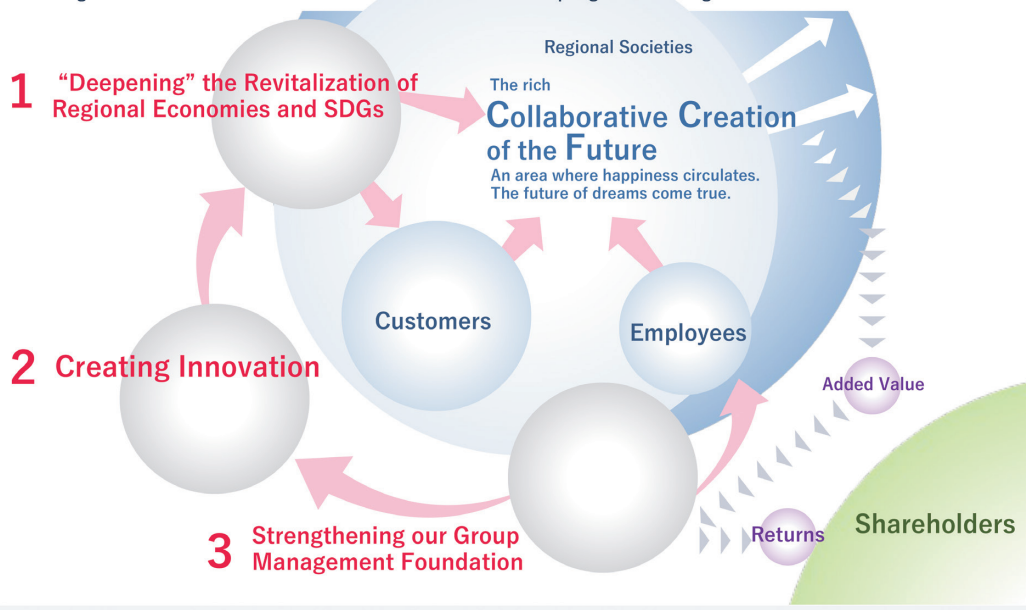 Regional Societies
1
“Deepening” the Revitalization of
Regional Economies and SDGs
The rich
Collaborative Creation
of the Future
An area where happiness circulates.
The future of dreams come true.
Customers
Employees
2
Creating Innovation
Added Value
3
Strengthening our Group
Management Foundation
Returns
Shareholders